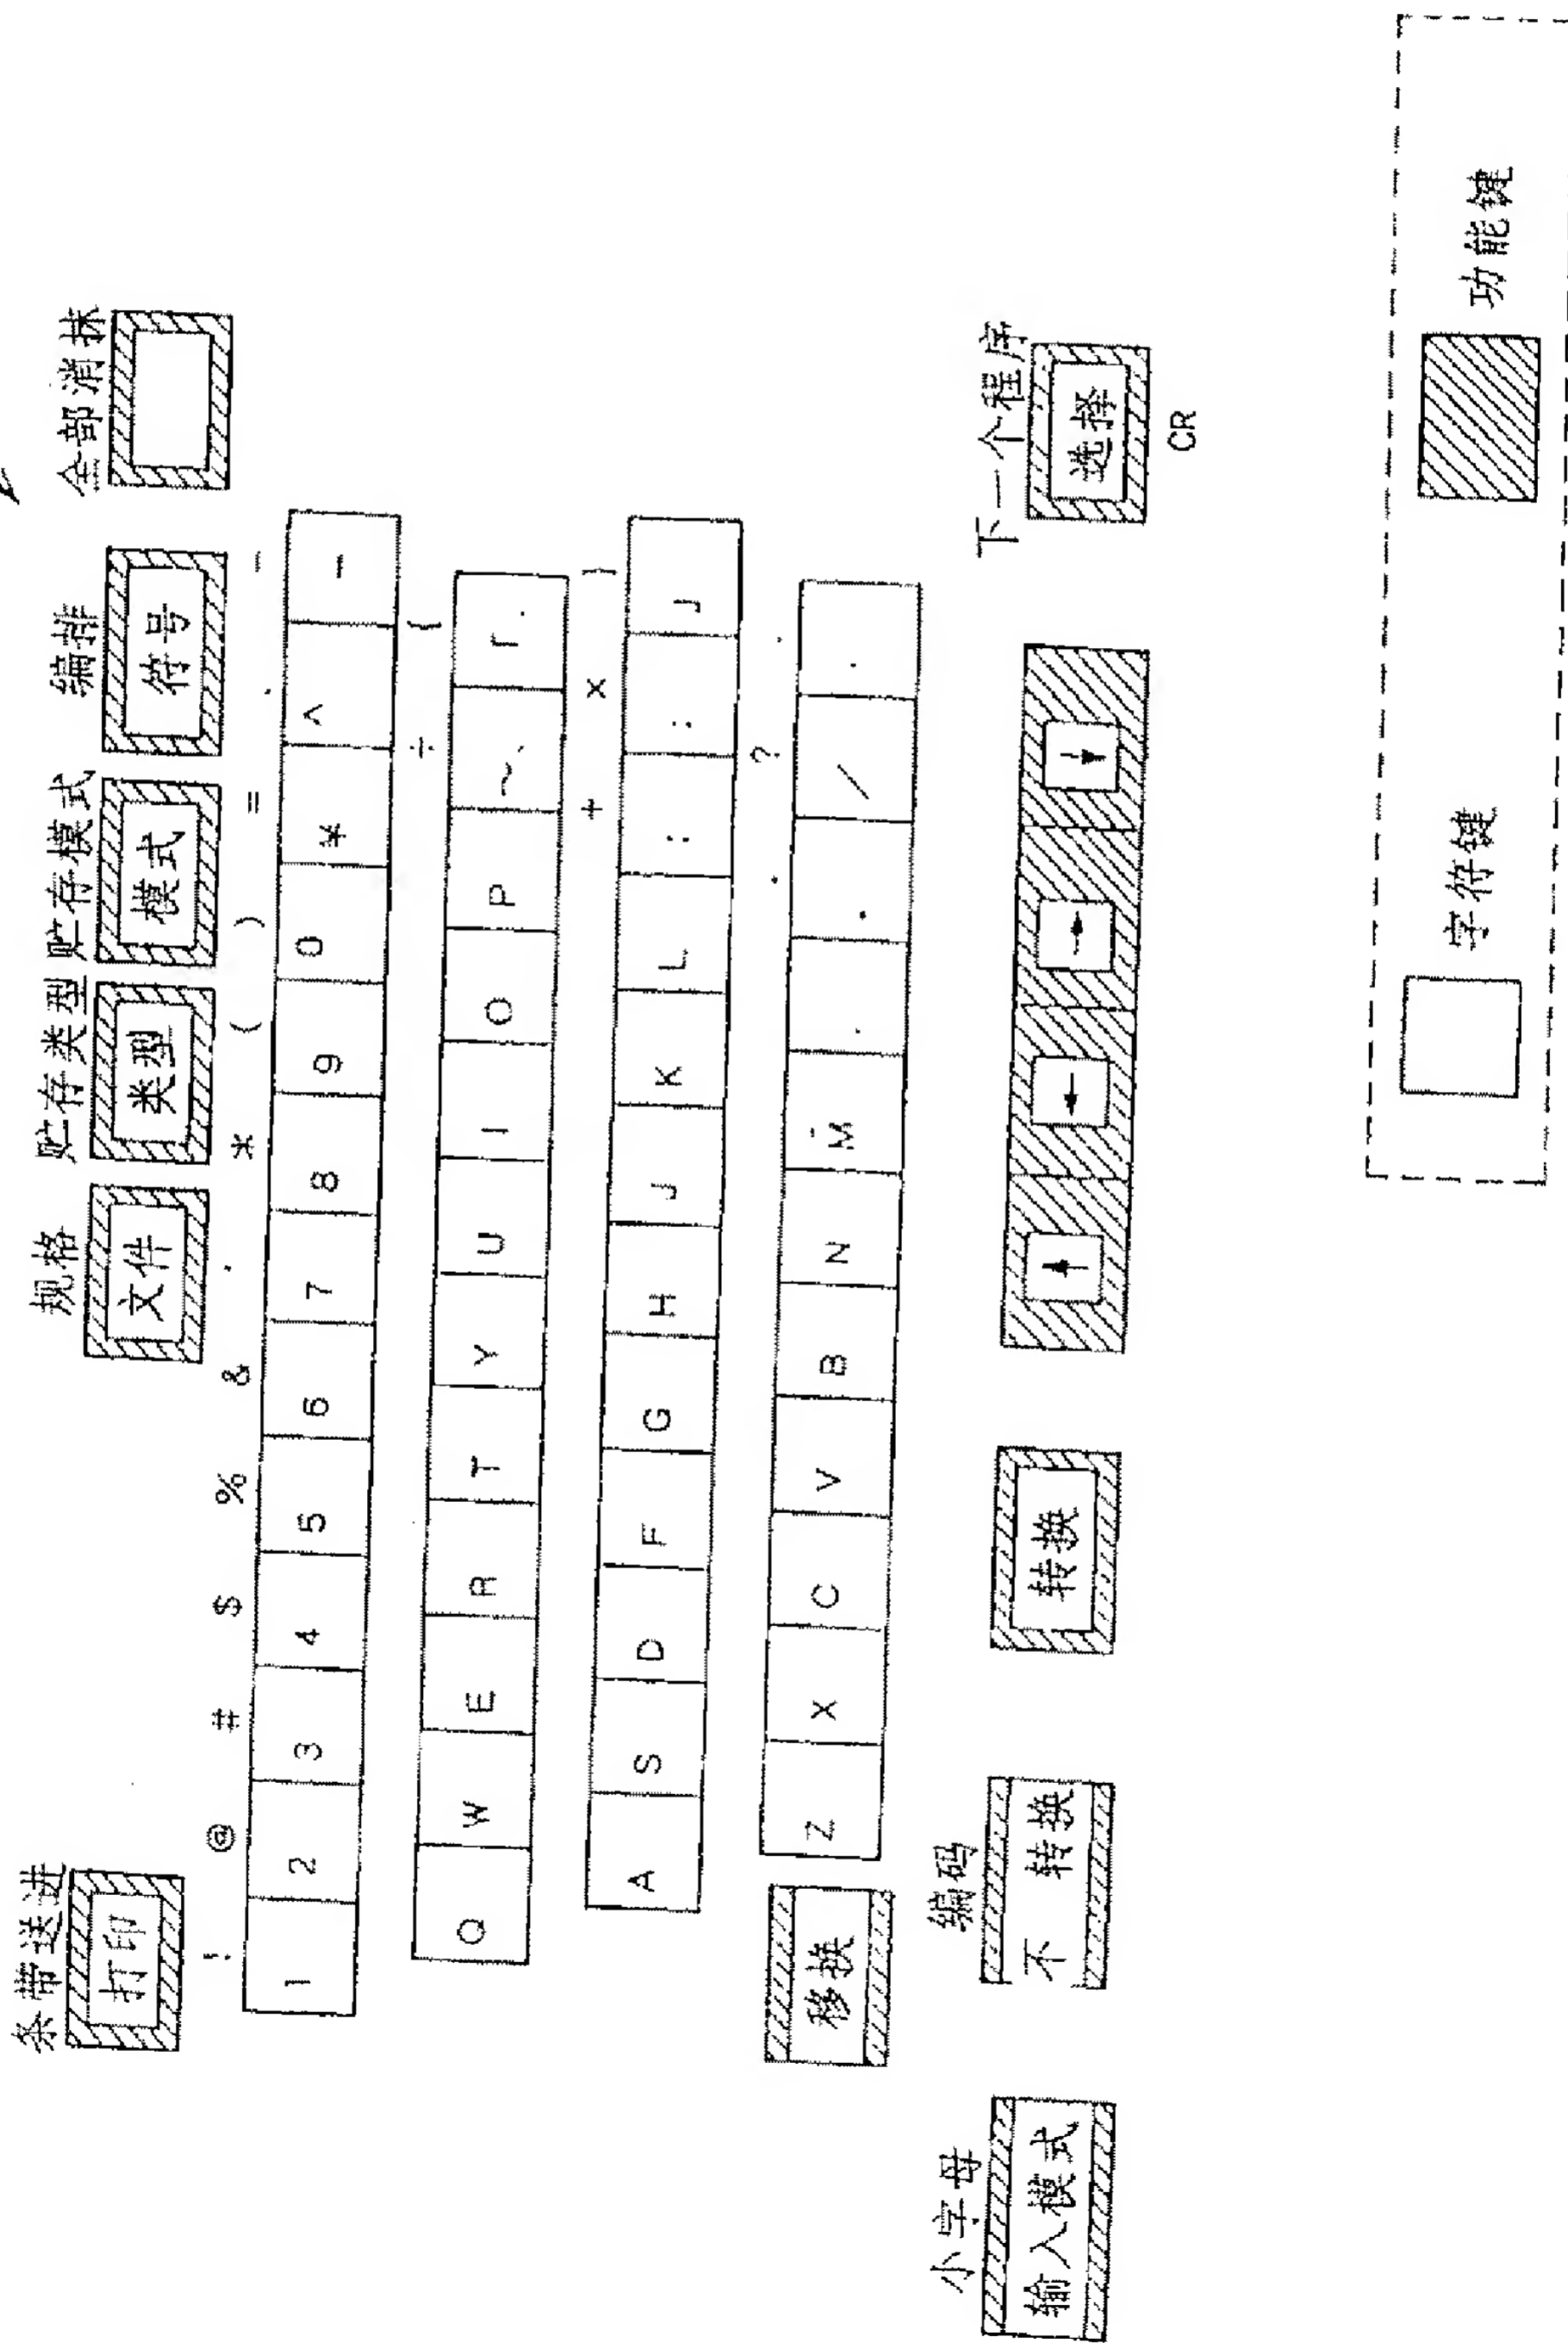 条带送进 规格 贮存类型 贮存模式 编排 全部消抹
打印 文件 类型 模式 符号
! @ # $ % & ' * ( ) =
1 2 3 4 5 6 7 8 9 0 ¥ ^ -
÷ {
Q W E R T Y U I O P
+ × }
A S D F G H J K L
?
移换 Z X C V B N M /
小字母 编码 下一个程序
输入模式 不转换 转换 ↑ ← → ↓ 选择
CR
字符键 功能键